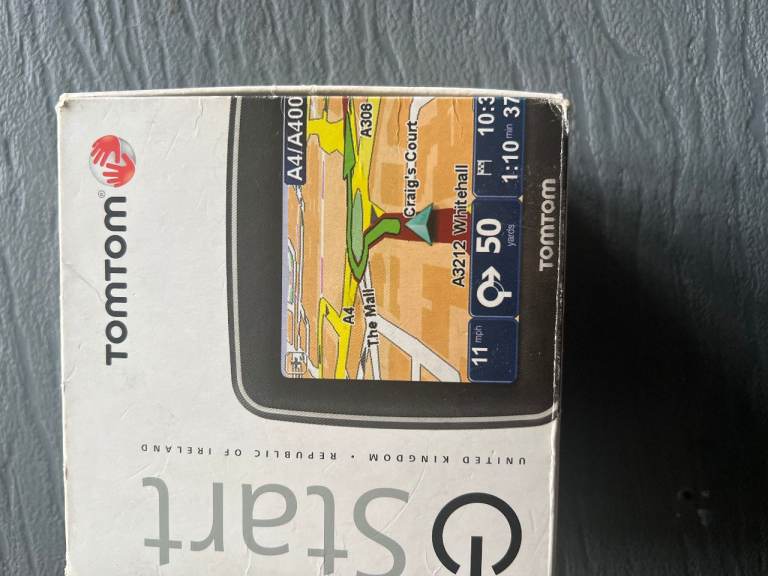 TOMTOM®
A4/A400
A308
Craig's Court
A4
The Mall
A3212 Whitehall
11 mph
50 yards
10:3
1:10 min 37
TOMTOM
UNITED KINGDOM • REPUBLIC OF IRELAND
Start